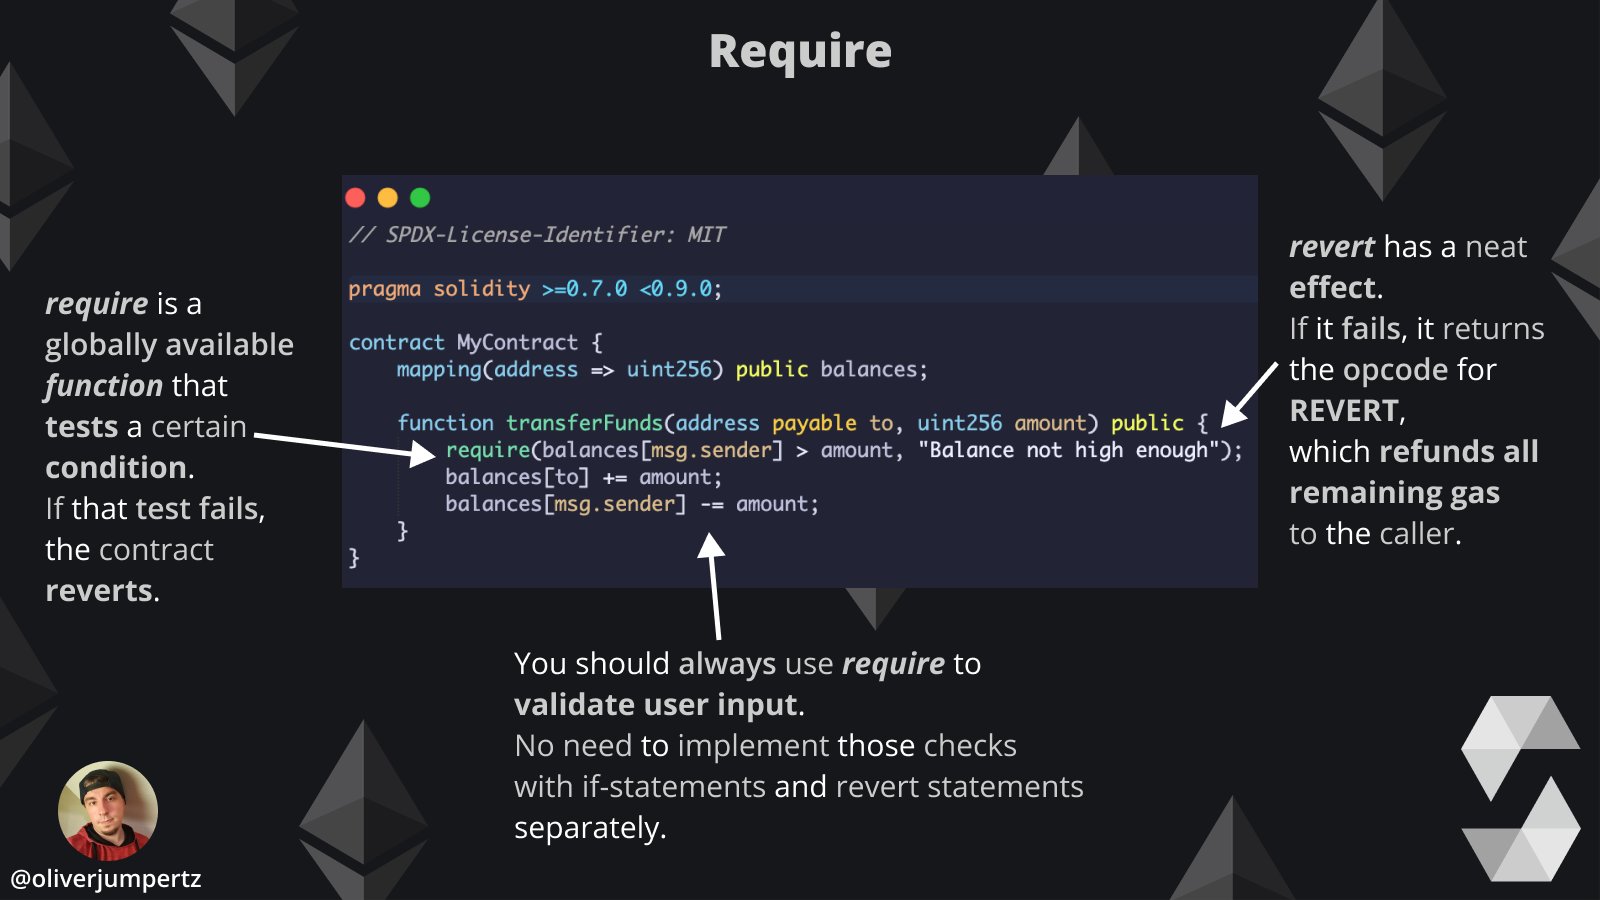 Require
// SPDX-License-Identifier: MIT
pragma solidity >=0.7.0 <0.9.0;
contract MyContract {
    mapping(address => uint256) public balances;
    function transferFunds(address payable to, uint256 amount) public {
        require(balances[msg.sender] > amount, "Balance not high enough");
        balances[to] += amount;
        balances[msg.sender] -= amount;
    }
}
require is a
globally available
function that
tests a certain
condition.
If that test fails,
the contract
reverts.
revert has a neat
effect.
If it fails, it returns
the opcode for
REVERT,
which refunds all
remaining gas
to the caller.
You should always use require to
validate user input.
No need to implement those checks
with if-statements and revert statements
separately.
@oliverjumpertz